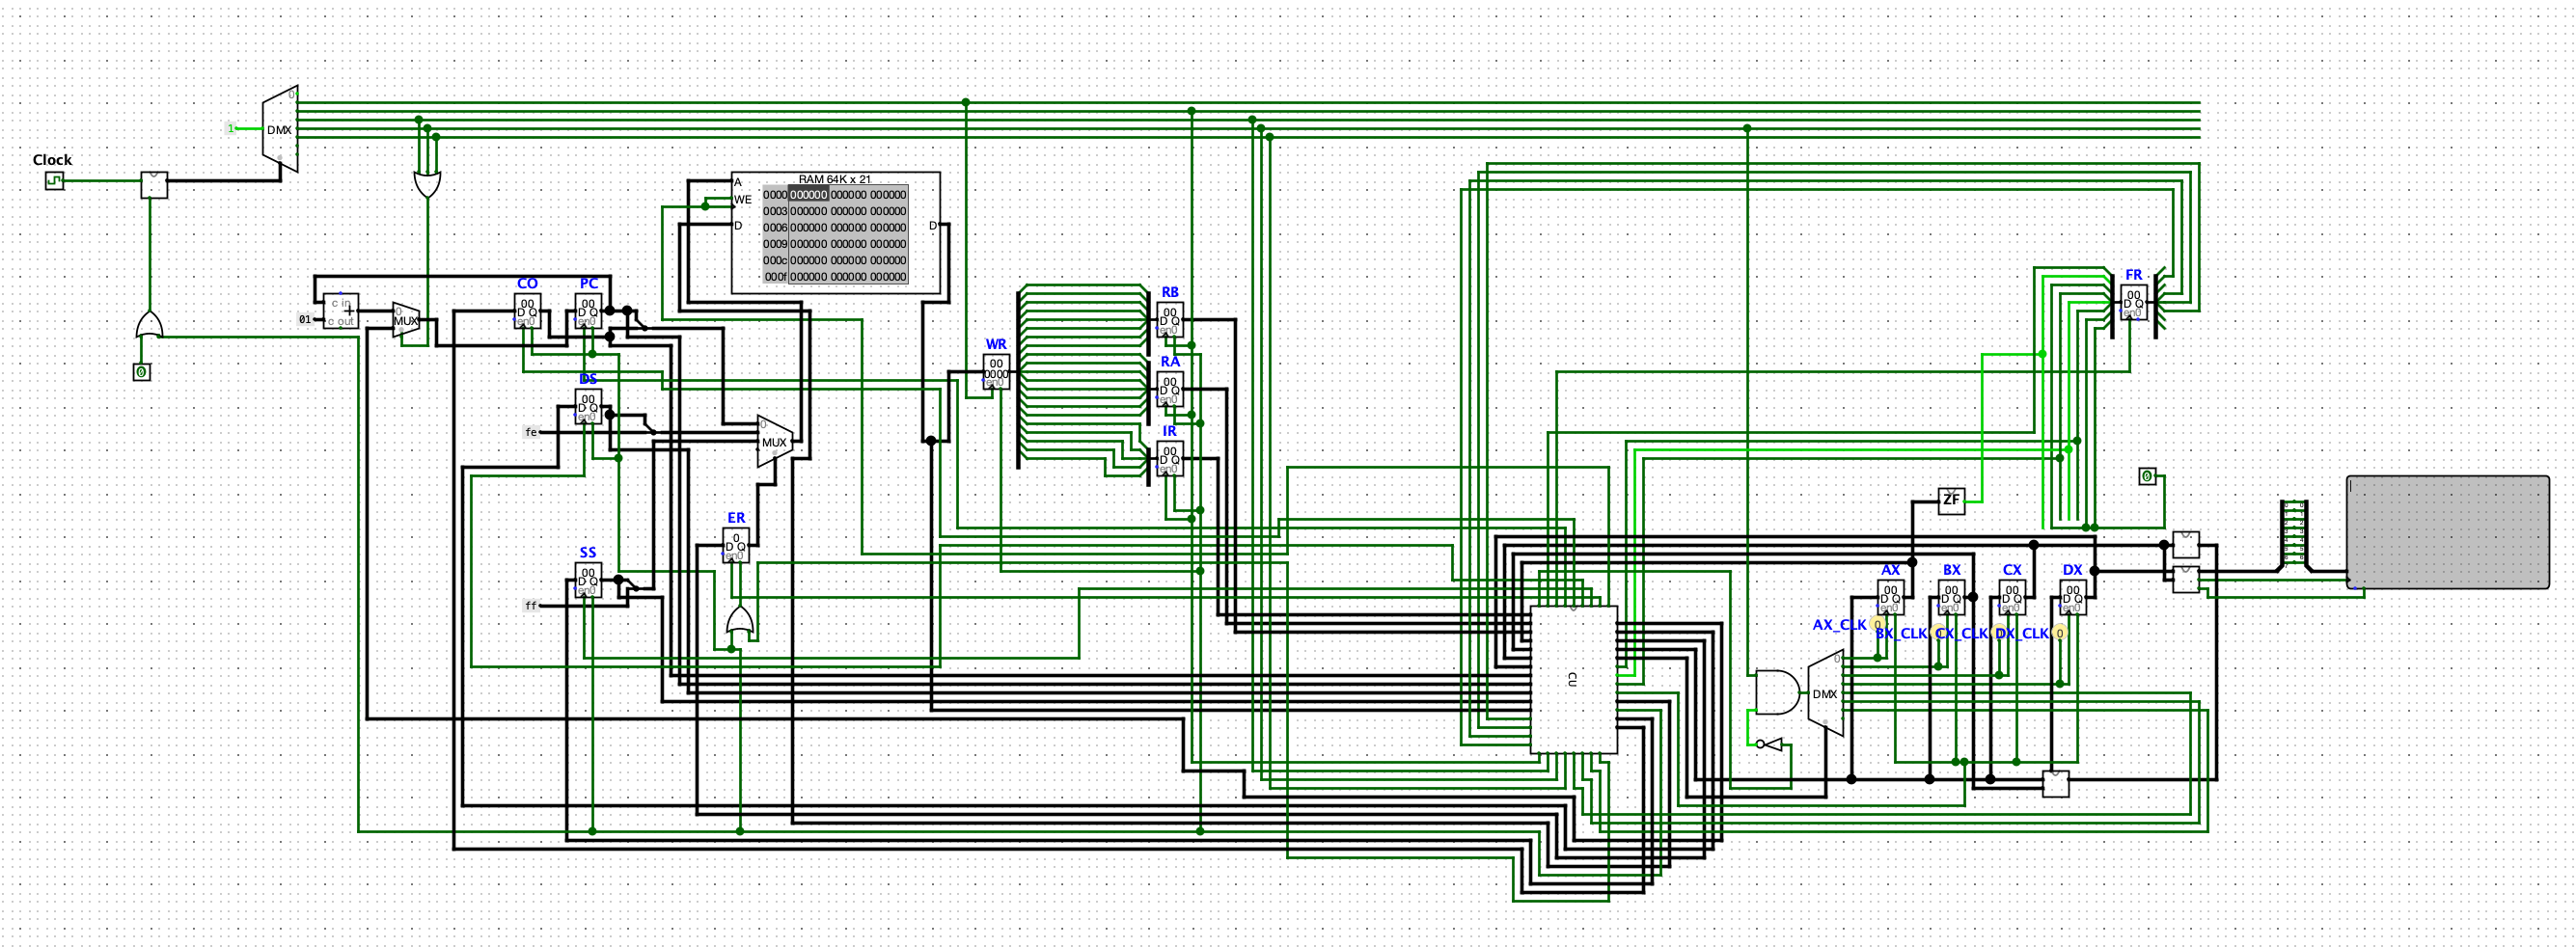 Clock
1
DMX
0
0
01
c in
+
c out
0
MUX
CO
00
D Q
en0
PC
00
D Q
en0
RAM 64K x 21
A
WE
D
D
0000 000000 000000 000000
0003 000000 000000 000000
0006 000000 000000 000000
0009 000000 000000 000000
000c 000000 000000 000000
000f 000000 000000 000000
DS
00
D Q
en0
fe
0
MUX
ER
0
D Q
en0
SS
00
D Q
en0
ff
WR
00
0000
en0
RB
00
D Q
en0
RA
00
D Q
en0
IR
00
D Q
en0
CU
FR
00
D Q
en0
0
ZF
AX
00
D Q
en0
BX
00
D Q
en0
CX
00
D Q
en0
DX
00
D Q
en0
AX_CLK
0
BX_CLK
CX_CLK
DX_CLK
0
0
DMX